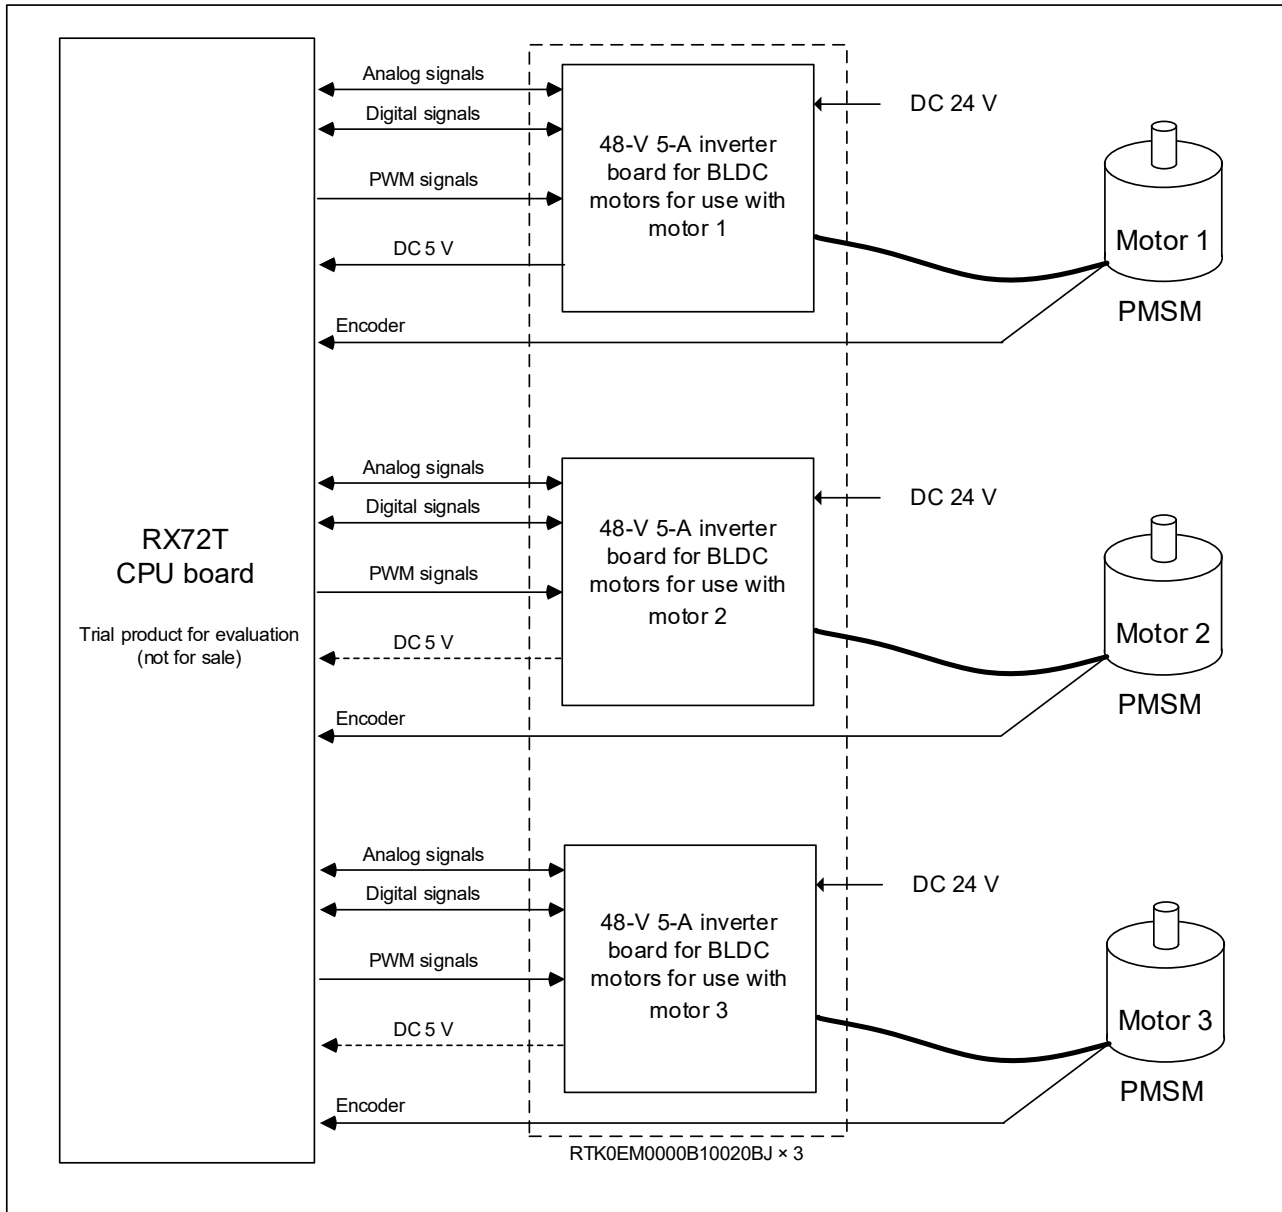 Analog signals
Digital signals
PWM signals
DC 5 V
Encoder
48-V 5-A inverter
board for BLDC
motors for use with
motor 1
DC 24 V
Motor 1
PMSM
RX72T
CPU board
Trial product for evaluation
(not for sale)
Analog signals
Digital signals
PWM signals
DC 5 V
Encoder
48-V 5-A inverter
board for BLDC
motors for use with
motor 2
DC 24 V
Motor 2
PMSM
Analog signals
Digital signals
PWM signals
DC 5 V
Encoder
48-V 5-A inverter
board for BLDC
motors for use with
motor 3
DC 24 V
Motor 3
PMSM
RTK0EM0000B10020BJ × 3